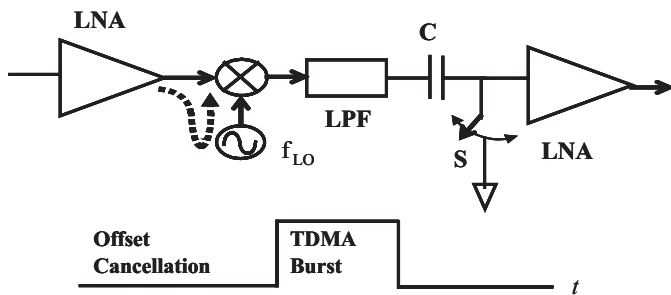 LNA
C
LPF
f LO
S
LNA
Offset
Cancellation
TDMA
Burst
t